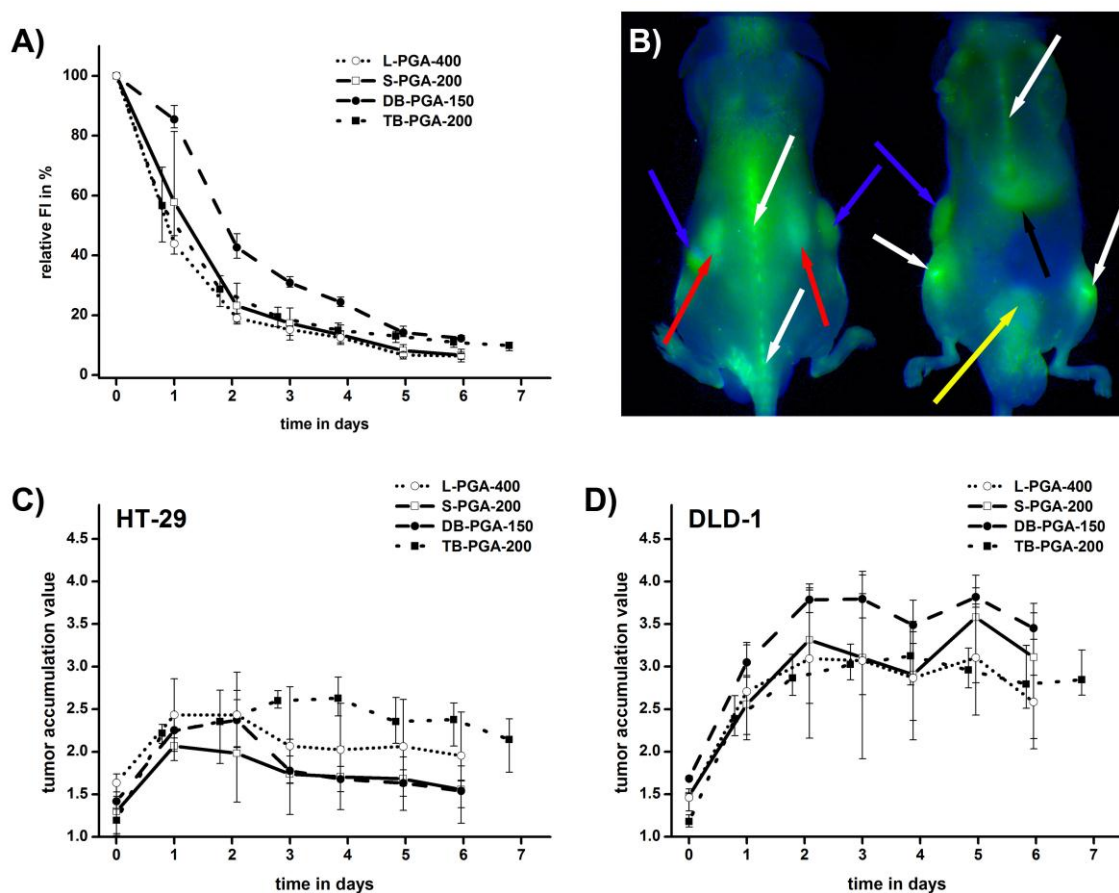 A)
L-PGA-400
S-PGA-200
DB-PGA-150
TB-PGA-200
100
80
60
40
20
0
relative FI in %
0 1 2 3 4 5 6 7
time in days
B)
C)
HT-29
L-PGA-400
S-PGA-200
DB-PGA-150
TB-PGA-200
4.5
4.0
3.5
3.0
2.5
2.0
1.5
1.0
tumor accumulation value
0 1 2 3 4 5 6 7
time in days
D)
DLD-1
L-PGA-400
S-PGA-200
DB-PGA-150
TB-PGA-200
4.5
4.0
3.5
3.0
2.5
2.0
1.5
1.0
tumor accumulation value
0 1 2 3 4 5 6 7
time in days